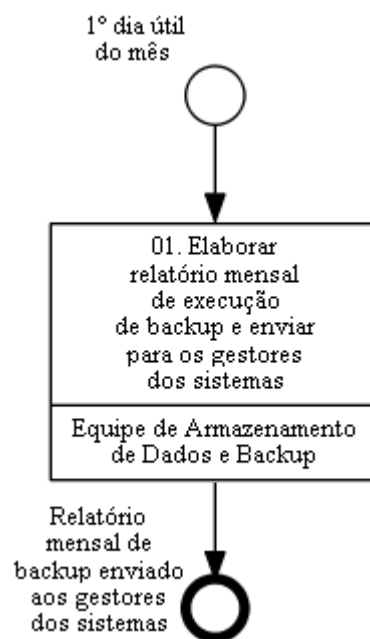 1º dia útil
do mês
01. Elaborar
relatório mensal
de execução
de backup e enviar
para os gestores
dos sistemas
Equipe de Armazenamento
de Dados e Backup
Relatório
mensal de
backup enviado
aos gestores
dos sistemas